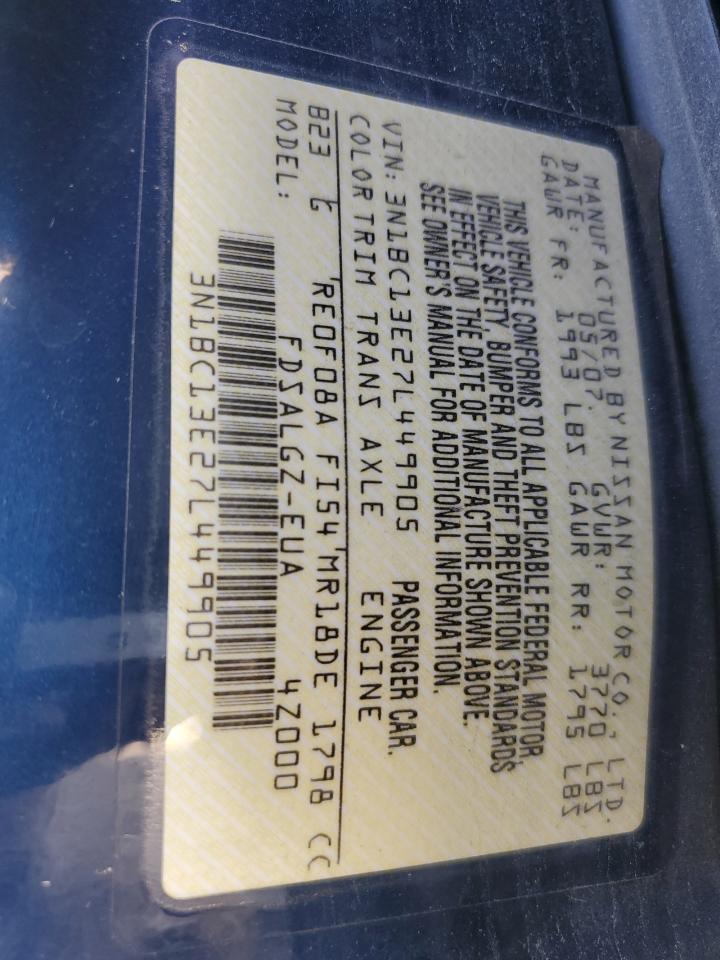 MANUFACTURED BY NISSAN MOTOR CO., LTD.
DATE: 05/07. GVWR: 3770 LBS
GAWR FR: 1993 LBS GAWR RR: 1795 LBS
THIS VEHICLE CONFORMS TO ALL APPLICABLE FEDERAL MOTOR
VEHICLE SAFETY, BUMPER AND THEFT PREVENTION STANDARDS
IN EFFECT ON THE DATE OF MANUFACTURE SHOWN ABOVE.
SEE OWNER'S MANUAL FOR ADDITIONAL INFORMATION.
VIN: 3N1BC13E27L449905 PASSENGER CAR.
COLOR TRIM TRANS AXLE ENGINE
B23 G RE0F08A FI54 MR18DE 1798 CC
MODEL: FDSALGZ-EUA 4Z000
3N1BC13E27L449905